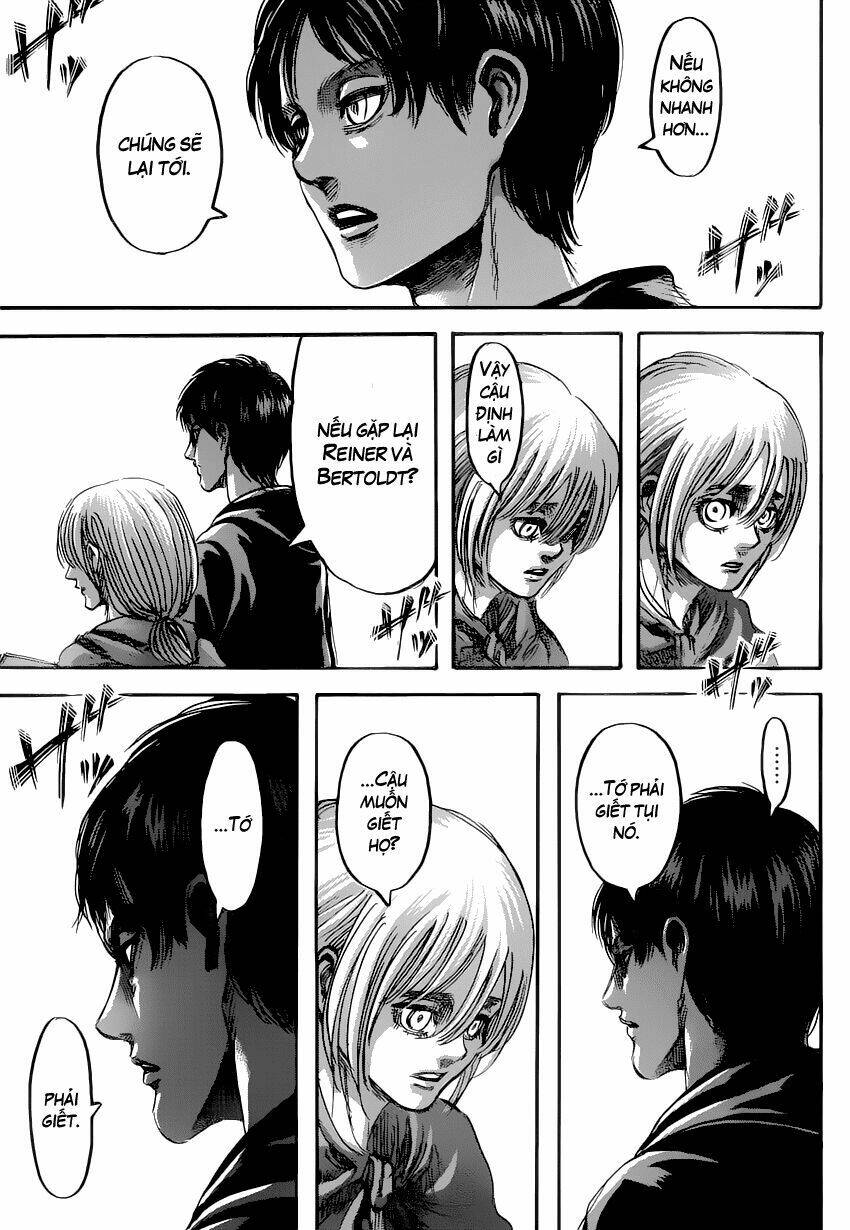 NẾU
KHÔNG
NHANH
HƠN...
CHÚNG SẼ
LẠI TỚI.
VẬY
CẬU
ĐỊNH
LÀM
GÌ
NẾU GẶP LẠI
REINER VÀ
BERTOLDT?
........
...TỚ PHẢI
GIẾT TỤI
NÓ.
...CẬU
MUỐN
GIẾT
HỌ?
...TỚ
PHẢI
GIẾT.